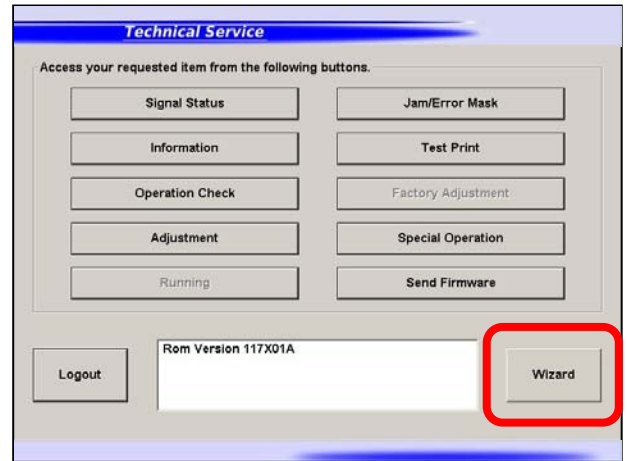 Technical Service
Access your requested item from the following buttons.
Signal Status
Jam/Error Mask
Information
Test Print
Operation Check
Factory Adjustment
Adjustment
Special Operation
Running
Send Firmware
Logout
Rom Version 117X01A
Wizard